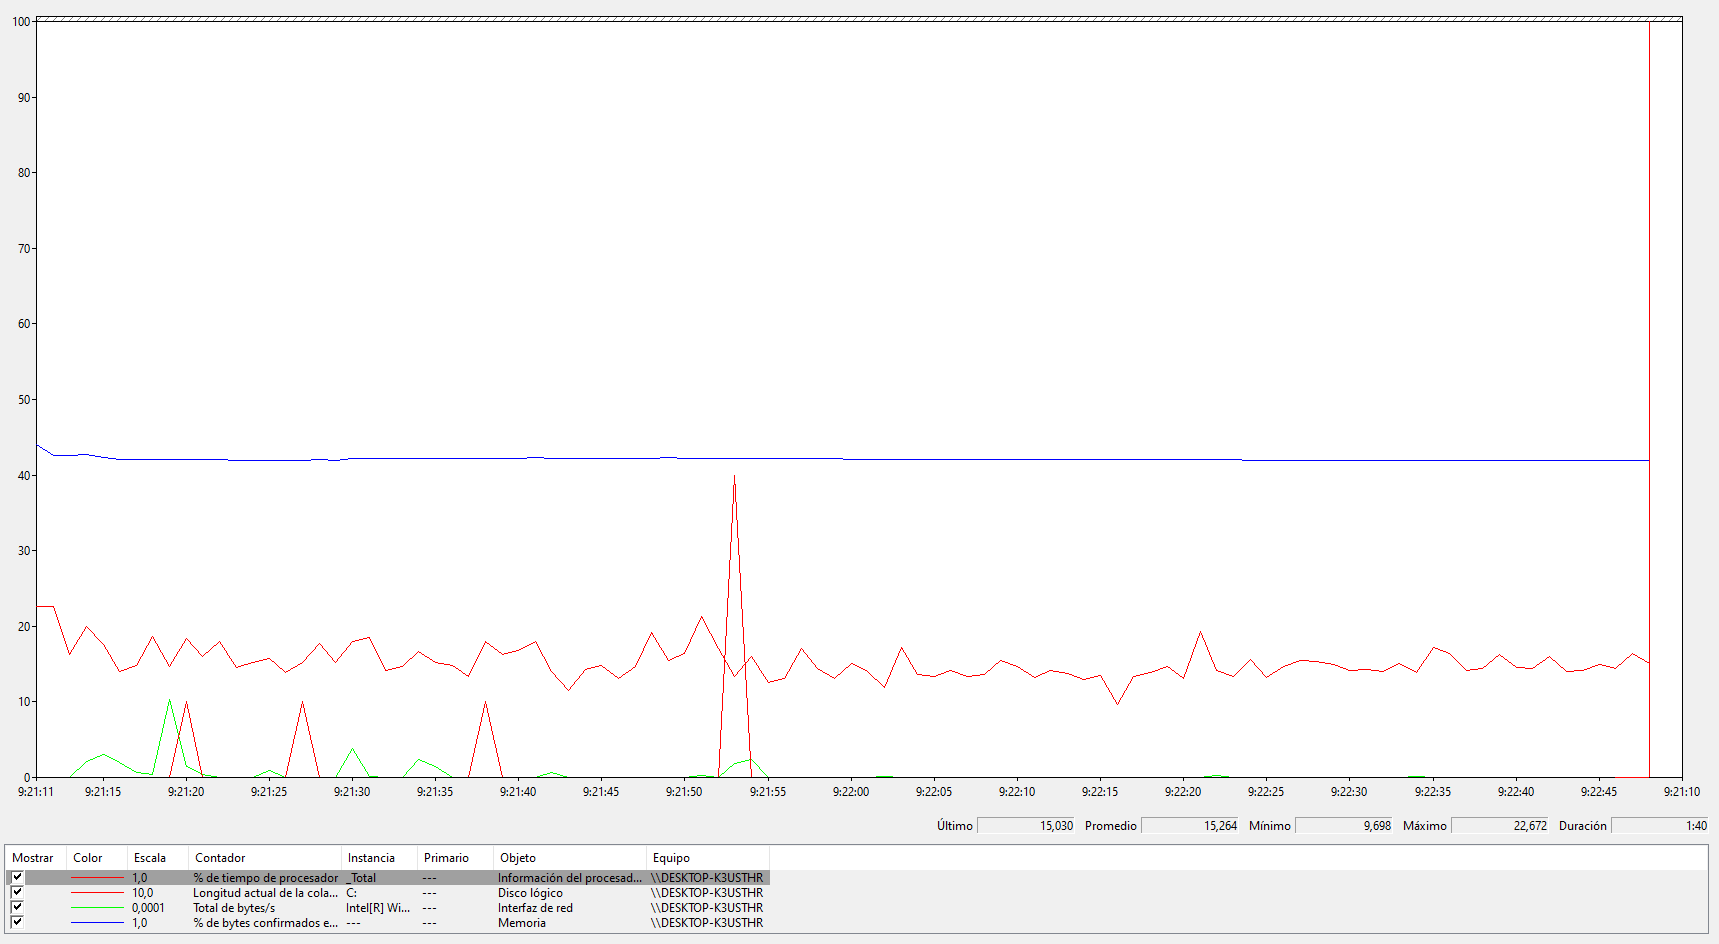 100
90
80
70
60
50
40
30
20
10
0
9:21:11 9:21:15 9:21:20 9:21:25 9:21:30 9:21:35 9:21:40 9:21:45 9:21:50 9:21:55 9:22:00 9:22:05 9:22:10 9:22:15 9:22:20 9:22:25 9:22:30 9:22:35 9:22:40 9:22:45 9:21:10
Último 15,030 Promedio 15,264 Mínimo 9,698 Máximo 22,672 Duración 1:40
Mostrar Color Escala Contador Instancia Primario Objeto Equipo
1,0 % de tiempo de procesador _Total --- Información del procesad... \\DESKTOP-K3USTHR
10,0 Longitud actual de la cola... C: --- Disco lógico \\DESKTOP-K3USTHR
0,0001 Total de bytes/s Intel[R] Wi... --- Interfaz de red \\DESKTOP-K3USTHR
1,0 % de bytes confirmados e... --- --- Memoria \\DESKTOP-K3USTHR